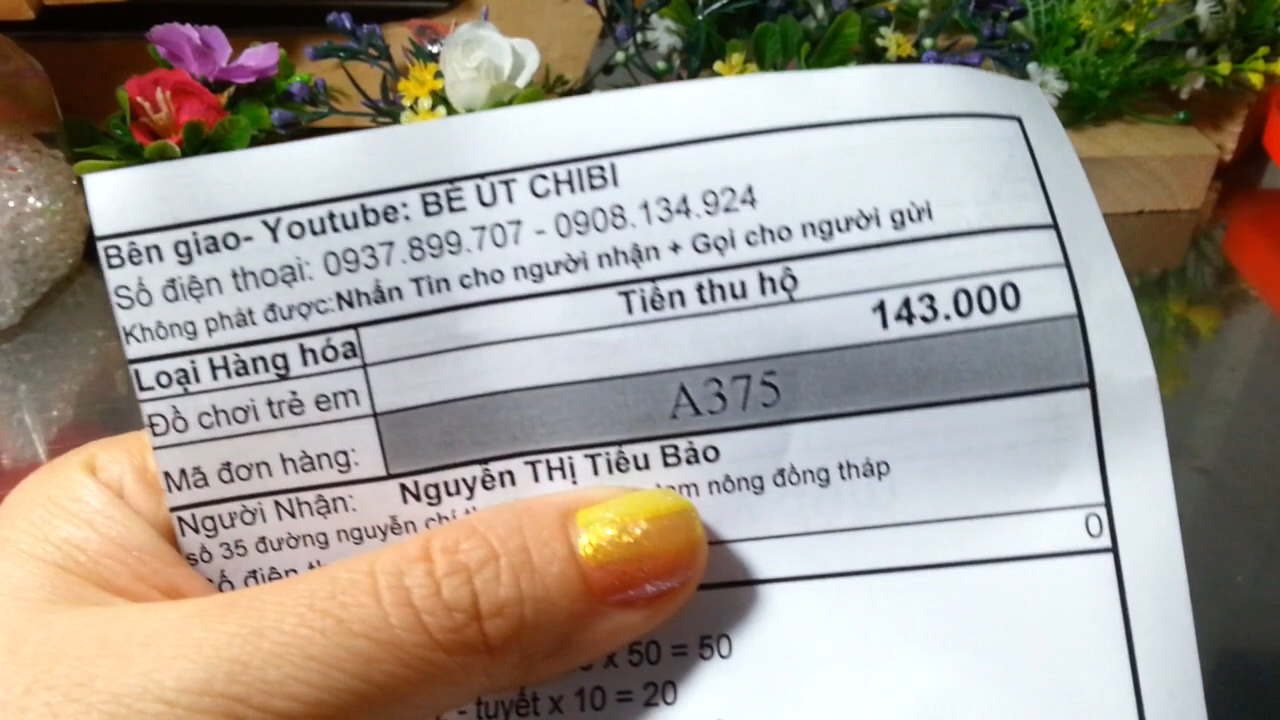 Bên giao- Youtube: BÉ ÚT CHIBI
Số điện thoại: 0937.899.707 - 0908.134.924
Không phát được:Nhắn Tin cho người nhận + Gọi cho người gửi
Loại Hàng hóa Tiền thu hộ
Đồ chơi trẻ em 143.000
Mã đơn hàng: A375
Người Nhận: Nguyễn THị Tiểu Bảo
số 35 đường nguyễn chí nông đồng tháp
số điện 0
x 50 = 50
- tuyết x 10 = 20